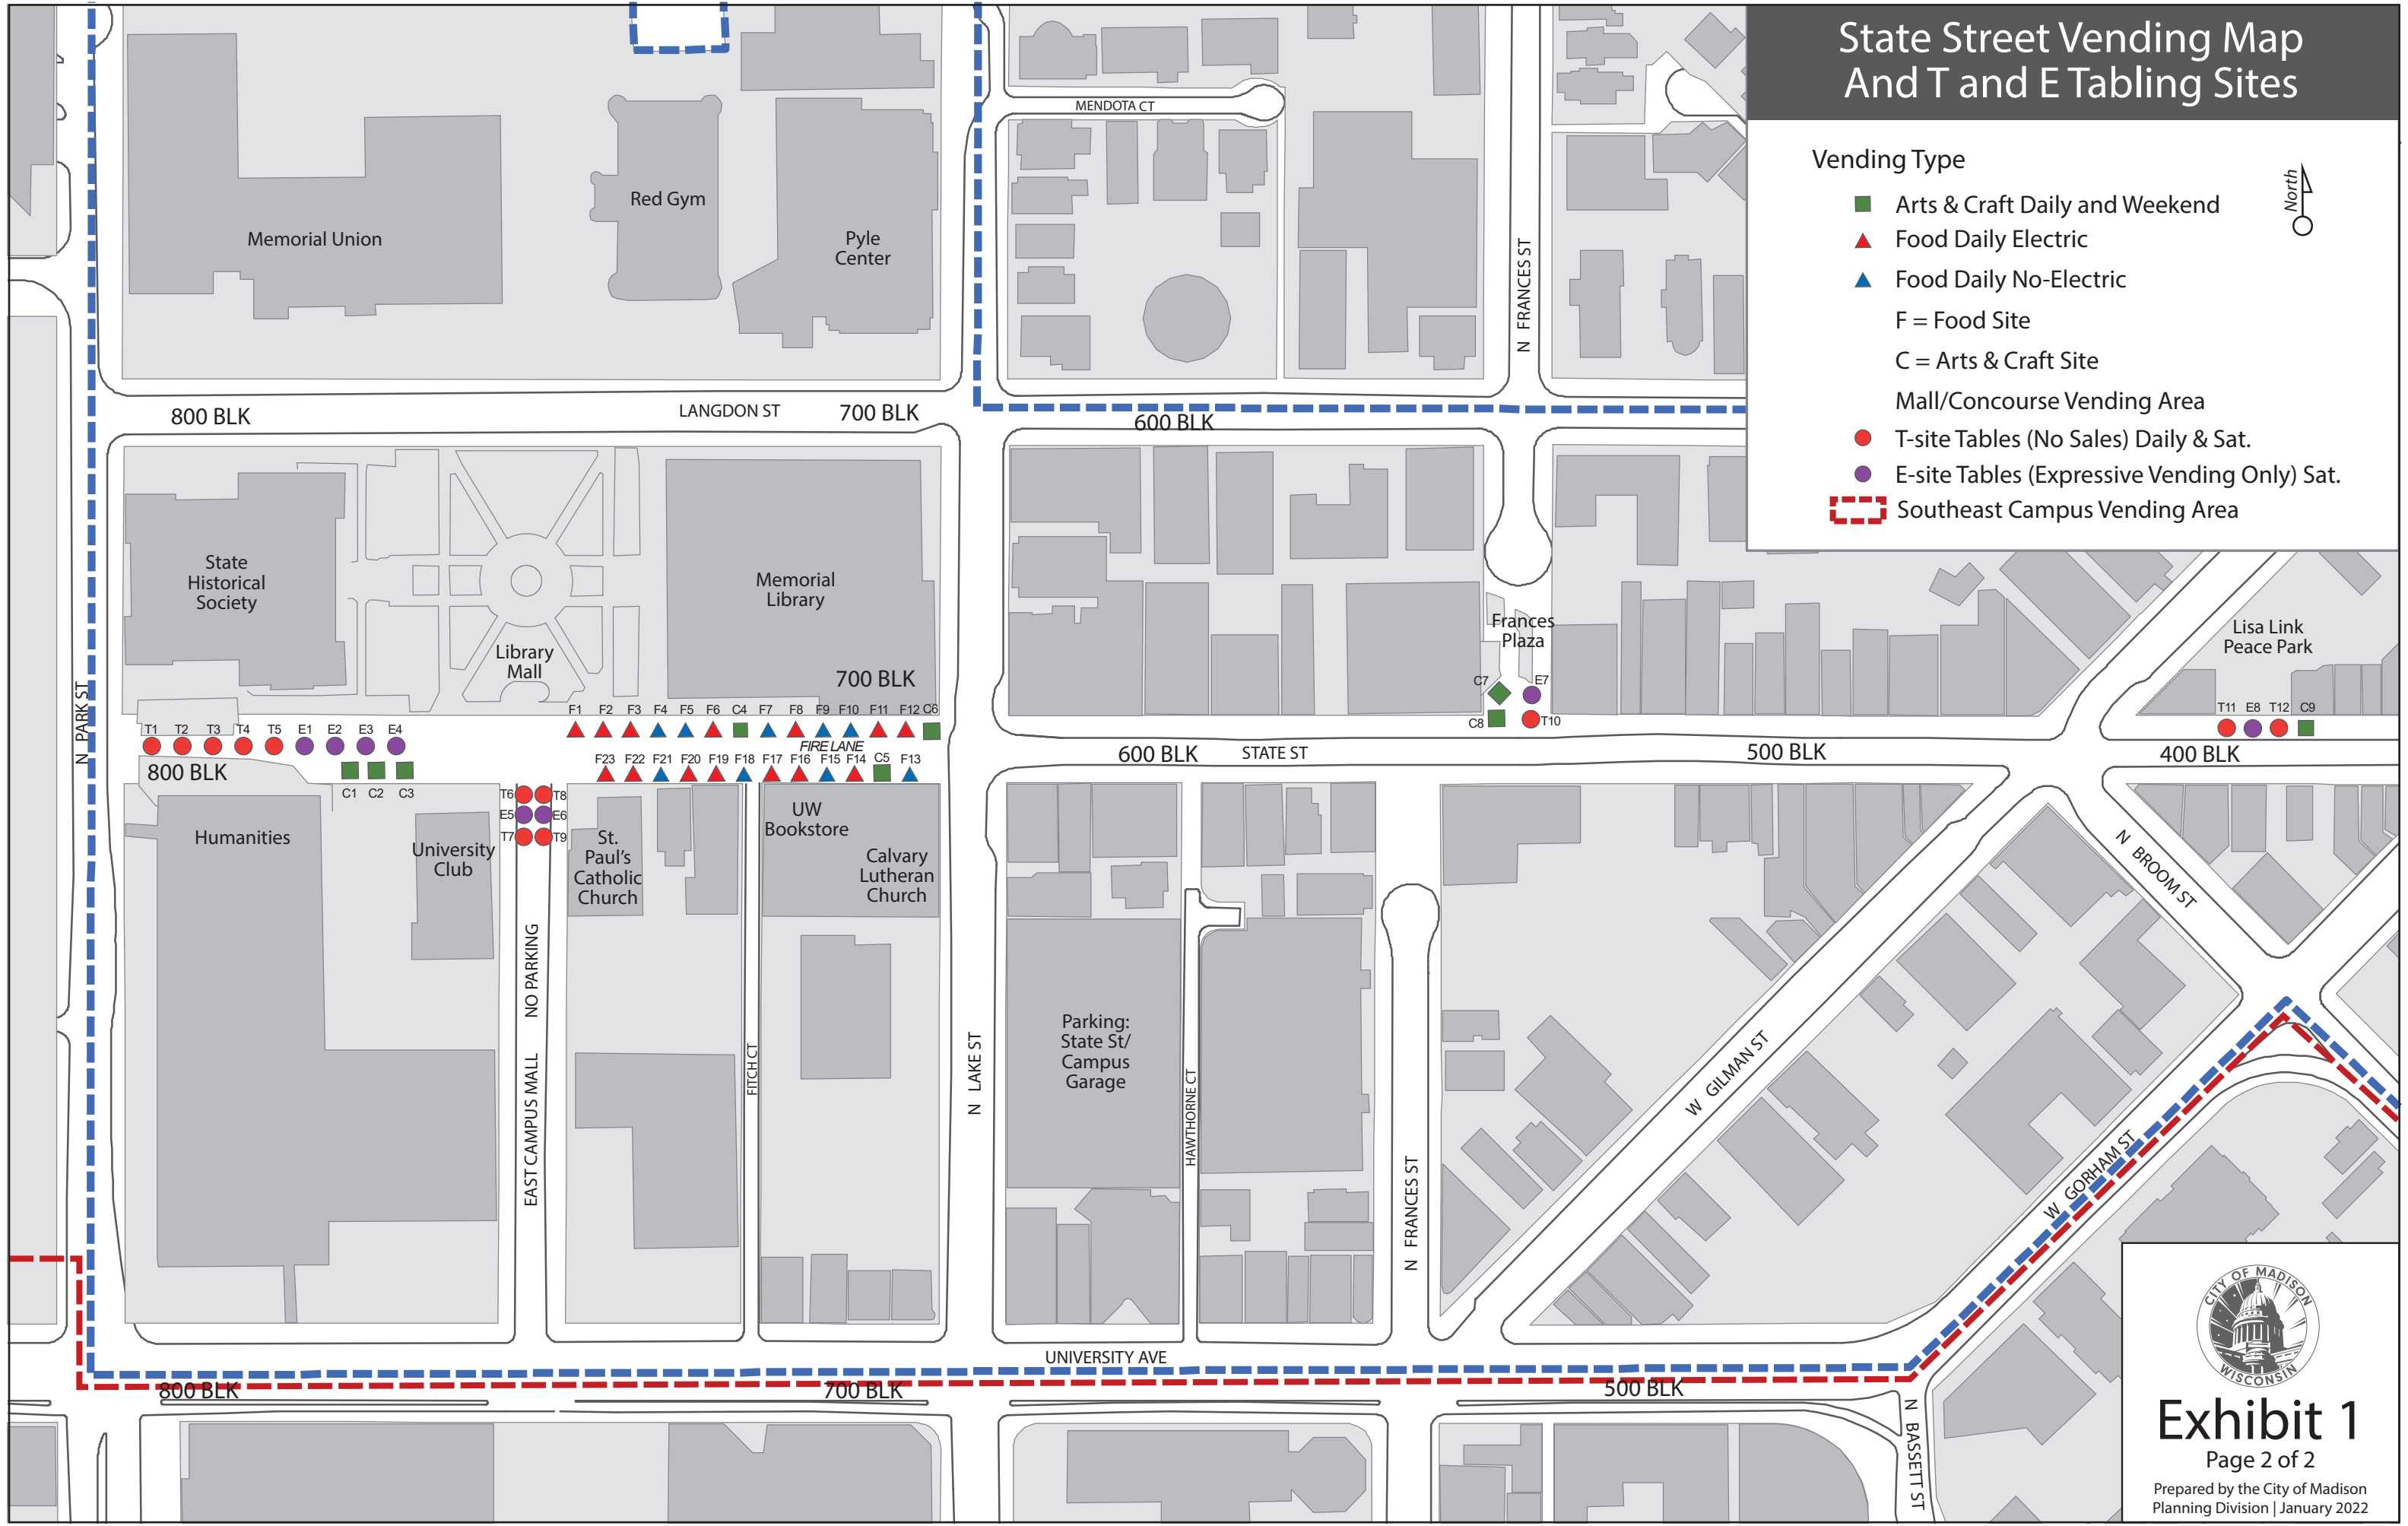 State Street Vending Map
And T and E Tabling Sites
Vending Type
Arts & Craft Daily and Weekend
Food Daily Electric
Food Daily No-Electric
F = Food Site
C = Arts & Craft Site
Mall/Concourse Vending Area
T-site Tables (No Sales) Daily & Sat.
E-site Tables (Expressive Vending Only) Sat.
Southeast Campus Vending Area
North
MENDOTA CT
Memorial Union
Red Gym
Pyle
Center
N FRANCES ST
800 BLK
LANGDON ST
700 BLK
600 BLK
State
Historical
Society
Library
Mall
Memorial
Library
700 BLK
Frances
Plaza
Lisa Link
Peace Park
N PARK ST
C7
E7
C8
T10
T11 E8 T12 C9
F1 F2 F3 F4 F5 F6 C4 F7 F8 F9 F10 F11 F12 C6
T1 T2 T3 T4 T5 E1 E2 E3 E4
FIRE LANE
F23 F22 F21 F20 F19 F18 F17 F16 F15 F14 C5 F13
800 BLK
C1 C2 C3
600 BLK
STATE ST
500 BLK
400 BLK
T6 T8
E5 E6
T7 T9
Humanities
University
Club
St.
Paul's
Catholic
Church
UW
Bookstore
Calvary
Lutheran
Church
N BROOM ST
EAST CAMPUS MALL NO PARKING
FITCH CT
N LAKE ST
Parking:
State St/
Campus
Garage
HAWTHORNE CT
N FRANCES ST
W GILMAN ST
W GORHAM ST
UNIVERSITY AVE
800 BLK
700 BLK
500 BLK
N BASSETT ST
CITY OF MADISON
WISCONSIN
Exhibit 1
Page 2 of 2
Prepared by the City of Madison
Planning Division | January 2022